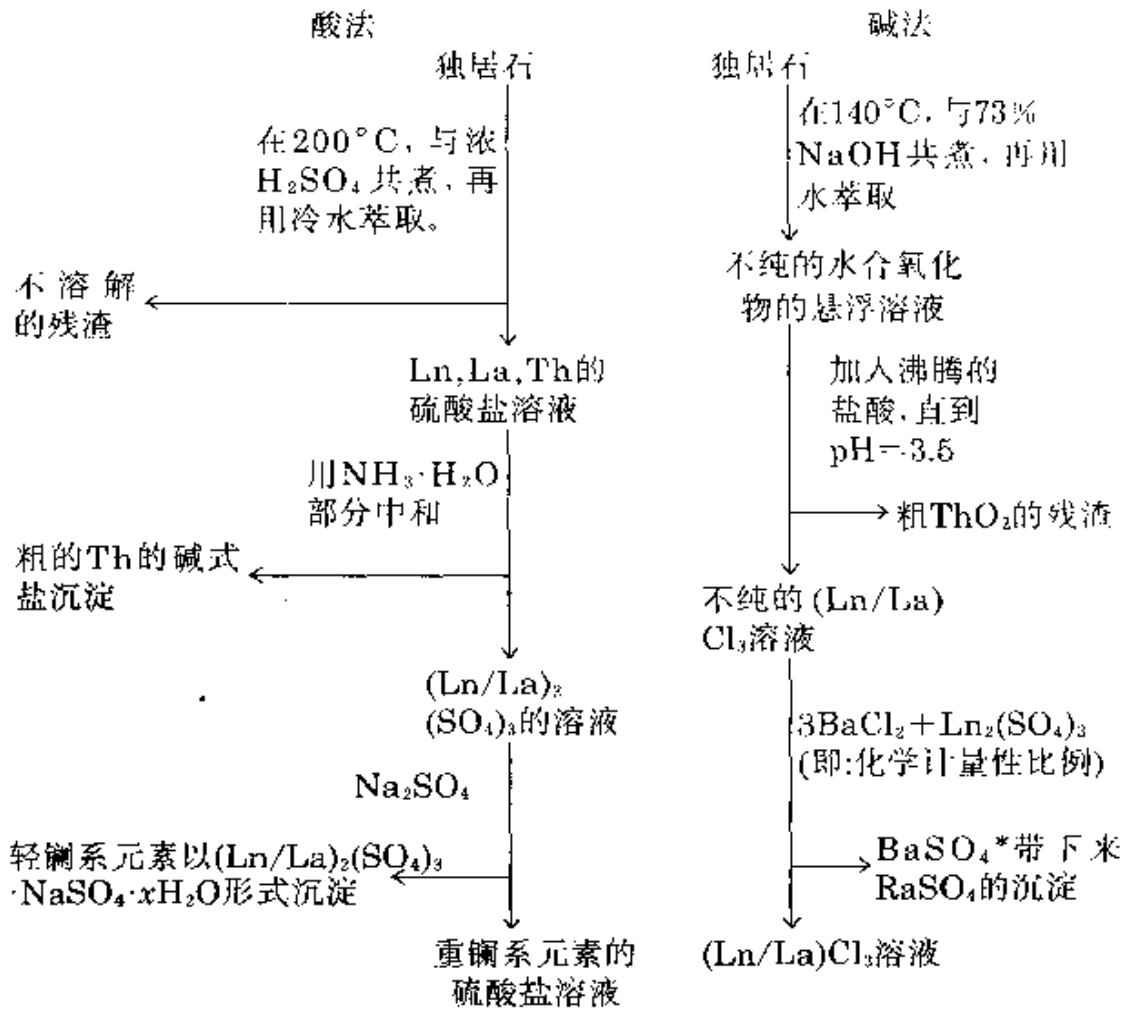 酸法
独居石
在200°C, 与浓
H₂SO₄共煮, 再
用冷水萃取。
不溶解
的残渣
Ln,La,Th的
硫酸盐溶液
用NH₃·H₂O
部分中和
粗的Th的碱式
盐沉淀
(Ln/La)₂
(SO₄)₃的溶液
Na₂SO₄
轻镧系元素以(Ln/La)₂(SO₄)₃
·NaSO₄·xH₂O形式沉淀
重镧系元素的
硫酸盐溶液
碱法
独居石
在140°C, 与73%
NaOH共煮, 再用
水萃取
不纯的水合氧化
物的悬浮溶液
加入沸腾的
盐酸, 直到
pH=3.5
粗ThO₂的残渣
不纯的(Ln/La)
Cl₃溶液
3BaCl₂+Ln₂(SO₄)₃
(即:化学计量性比例)
BaSO₄*带下来
RaSO₄的沉淀
(Ln/La)Cl₃溶液